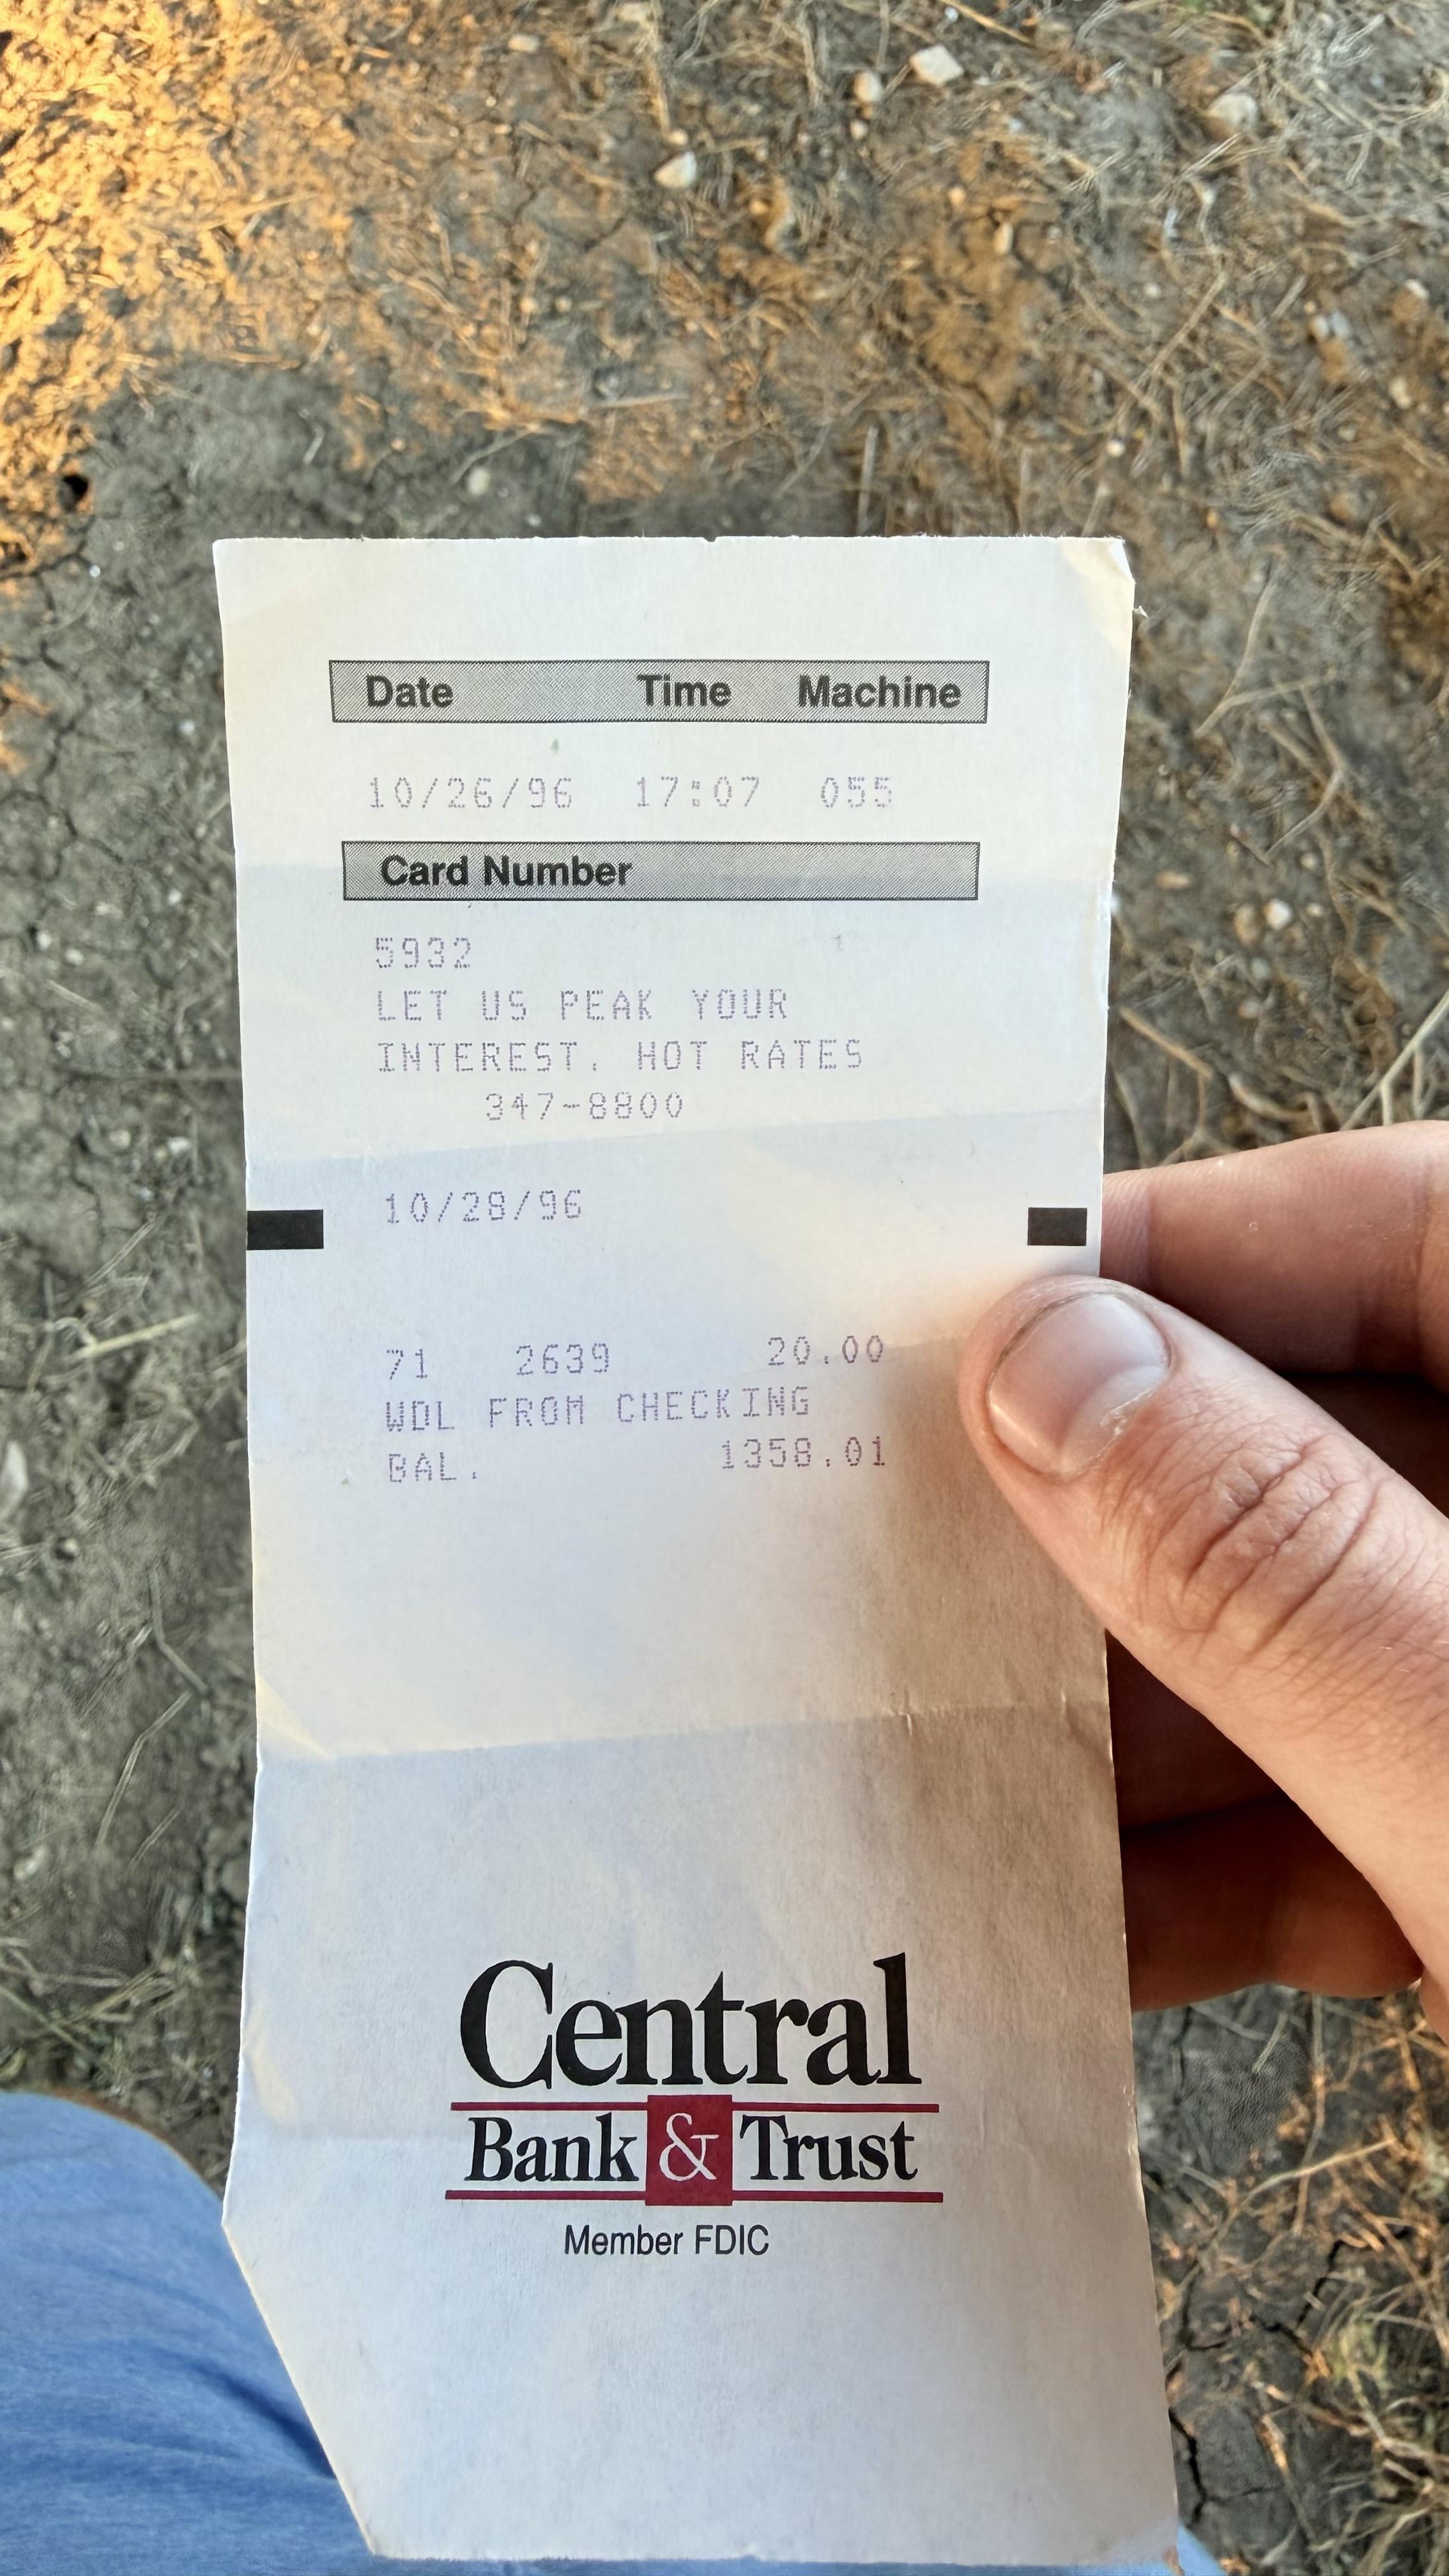 Date Time Machine
10/26/96 17:07 055
Card Number
5932
LET US PEAK YOUR
INTEREST. HOT RATES
347-8800
10/28/96
71 2639 20.00
WDL FROM CHECKING
BAL. 1358.01
Central
Bank & Trust
Member FDIC